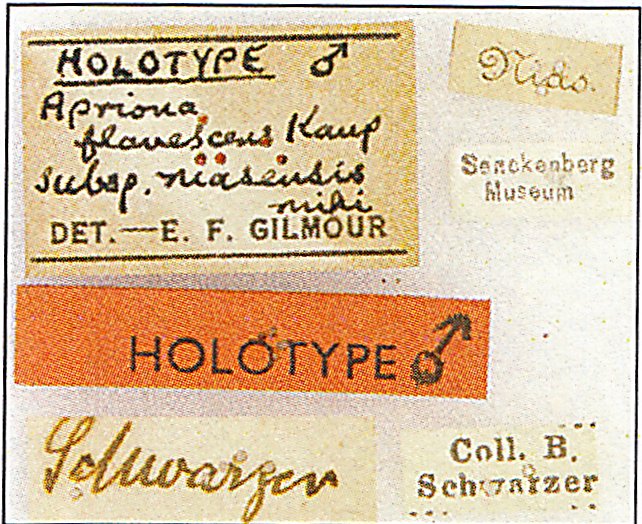 HOLOTYPE ♂
Apriona
flavescens Kaup
subsp. niasensis
mihi
DET.—E. F. GILMOUR
Nias.
Senckenberg
Museum
HOLOTYPE ♂
Schwarzer
Coll. B.
Schwarzer